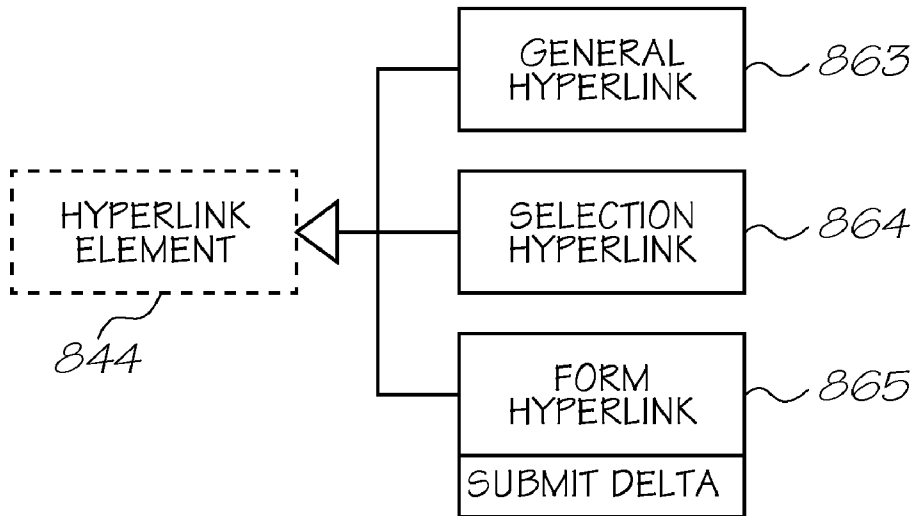 GENERAL
HYPERLINK
863
HYPERLINK
ELEMENT
844
SELECTION
HYPERLINK
864
FORM
HYPERLINK
865
SUBMIT DELTA